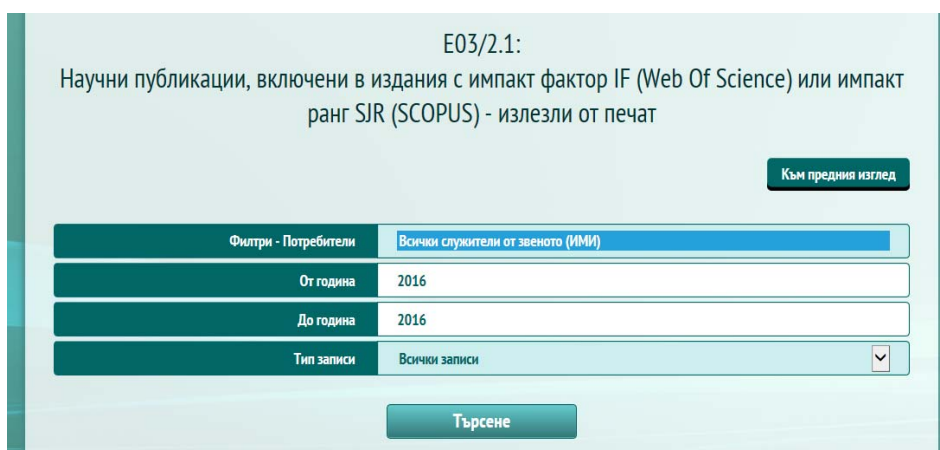 E03/2.1:
Научни публикации, включени в издания с импакт фактор IF (Web Of Science) или импакт
ранг SJR (SCOPUS) - излезли от печат
Към предния изглед
Филтри - Потребители Всички служители от звеното (ИМИ)
От година 2016
До година 2016
Тип записи Всички записи
Търсене